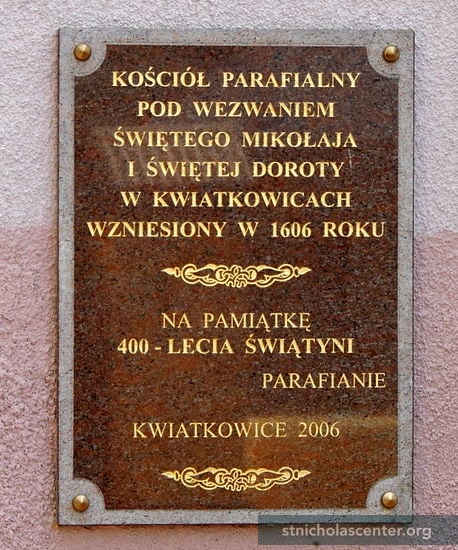 KOŚCIÓŁ PARAFIALNY
POD WEZWANIEM
ŚWIĘTEGO MIKOŁAJA
I ŚWIĘTEJ DOROTY
W KWIATKOWICACH
WZNIESIONY W 1606 ROKU
NA PAMIĄTKĘ
400 - LECIA ŚWIĄTYNI
PARAFIANIE
KWIATKOWICE 2006
stnicholascenter.org